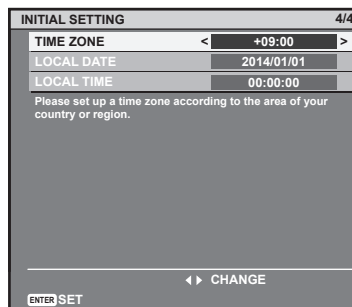 INITIAL SETTING 4/4
TIME ZONE < +09:00 >
LOCAL DATE 2014/01/01
LOCAL TIME 00:00:00
Please set up a time zone according to the area of your
country or region.
◀▶ CHANGE
ENTER SET